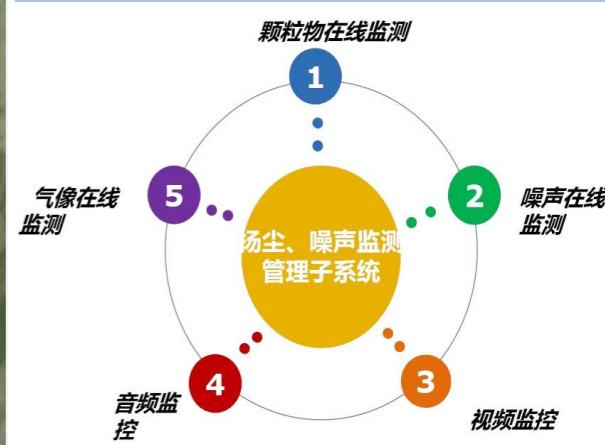 颗粒物在线监测
1
5
2
气像在线
监测
噪声在线
监测
扬尘、噪声监测
管理子系统
4
3
音频监
控
视频监控